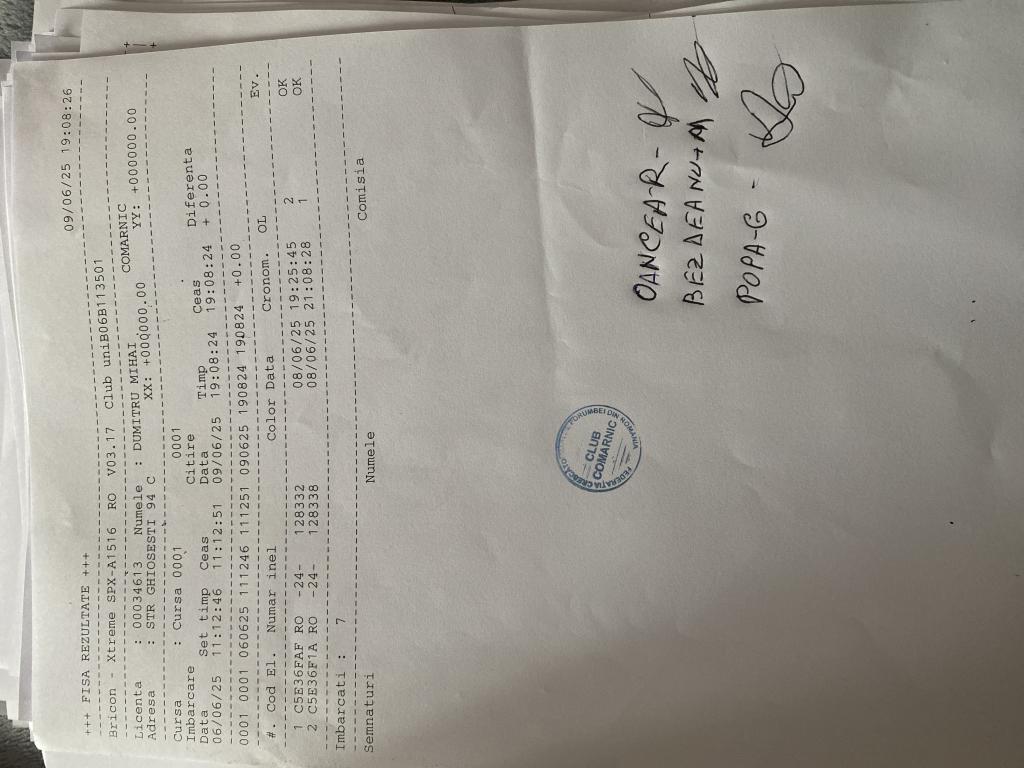 09/06/25 19:08:26
+++ FISA REZULTATE +++
Bricon - Xtreme SPX-A1516 RO V03.17 Club uniB06B113501
Licenta : 00034613 Numele : DUMITRU MIHAI COMARNIC
Adresa : STR GHIOSESTI 94 C XX: +000000.00 YY: +000000.00
Cursa : Cursa 0001 0001
Imbarcare Citire
Data Set timp Ceas Data Timp Ceas Diferenta
06/06/25 11:12:46 11:12:51 09/06/25 19:08:24 19:08:24 + 0.00
0001 0001 060625 111246 111251 090625 190824 190824 +0.00
#. Cod El. Numar inel Color Data Cronom. OL Ev.
1 C5E36FAF RO -24- 128332 08/06/25 19:25:45 2 OK
2 C5E36F1A RO -24- 128338 08/06/25 21:08:28 1 OK
Imbarcati : 7
Semnaturi Numele Comisia
OANCEA-R-
BEZDEANUTM
POPA-G -
FEDERATIA CRESCATO PORUMBEI DIN ROMANIA
CLUB
COMARNIC